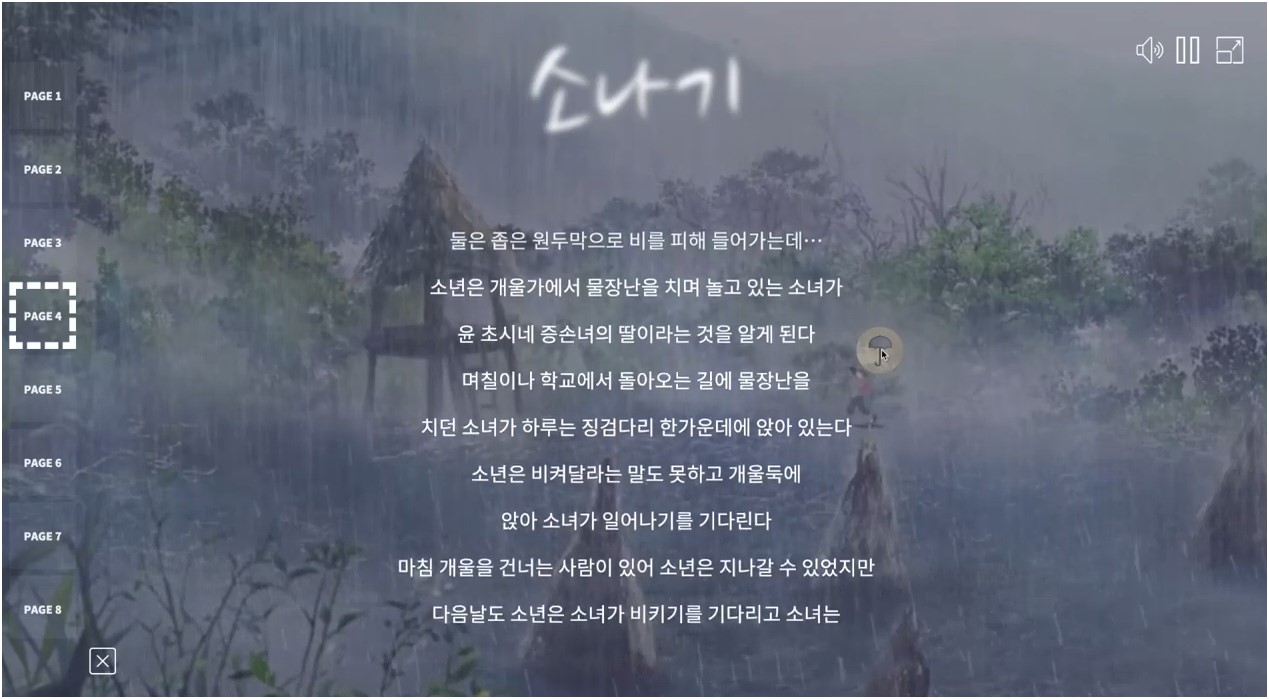 소나기
PAGE 1
PAGE 2
PAGE 3
PAGE 4
PAGE 5
PAGE 6
PAGE 7
PAGE 8
둘은 좁은 원두막으로 비를 피해 들어가는데…
소년은 개울가에서 물장난을 치며 놀고 있는 소녀가
윤 초시네 증손녀의 딸이라는 것을 알게 된다
며칠이나 학교에서 돌아오는 길에 물장난을
치던 소녀가 하루는 징검다리 한가운데에 앉아 있는다
소년은 비켜달라는 말도 못하고 개울둑에
앉아 소녀가 일어나기를 기다린다
마침 개울을 건너는 사람이 있어 소년은 지나갈 수 있었지만
다음날도 소년은 소녀가 비키기를 기다리고 소녀는